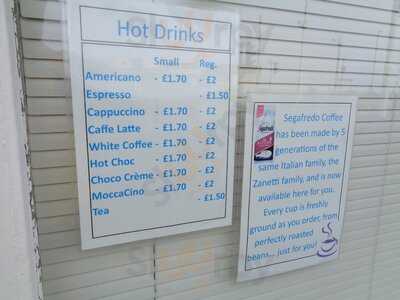 Hot Drinks
Small Reg.
Americano - £1.70 - £2
Espresso - £1.50
Cappuccino - £1.70 - £2
Caffe Latte - £1.70 - £2
White Coffee - £1.70 - £2
Hot Choc - £1.70 - £2
Choco Crème - £1.70 - £2
MoccaCino - £1.70 - £2
Tea - £1.50
Segafredo Coffee
has been made by 5
generations of the
same Italian family, the
Zanetti family, and is now
available here for you.
Every cup is freshly
ground as you order, from
perfectly roasted
beans... just for you!